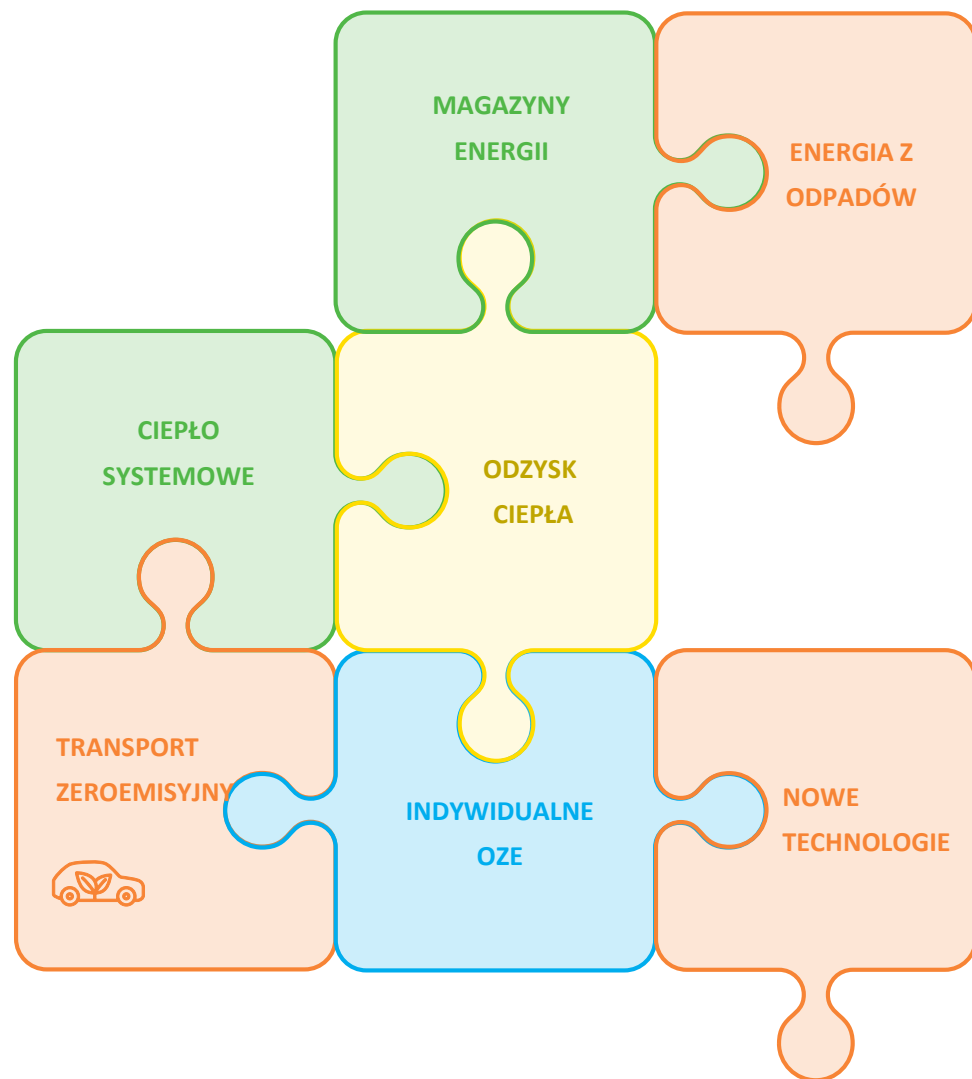 MAGAZYNY
ENERGII
ENERGIA Z
ODPADÓW
CIEPŁO
SYSTEMOWE
ODZYSK
CIEPŁA
TRANSPORT
ZEROEMISYJNY
INDYWIDUALNE
OZE
NOWE
TECHNOLOGIE